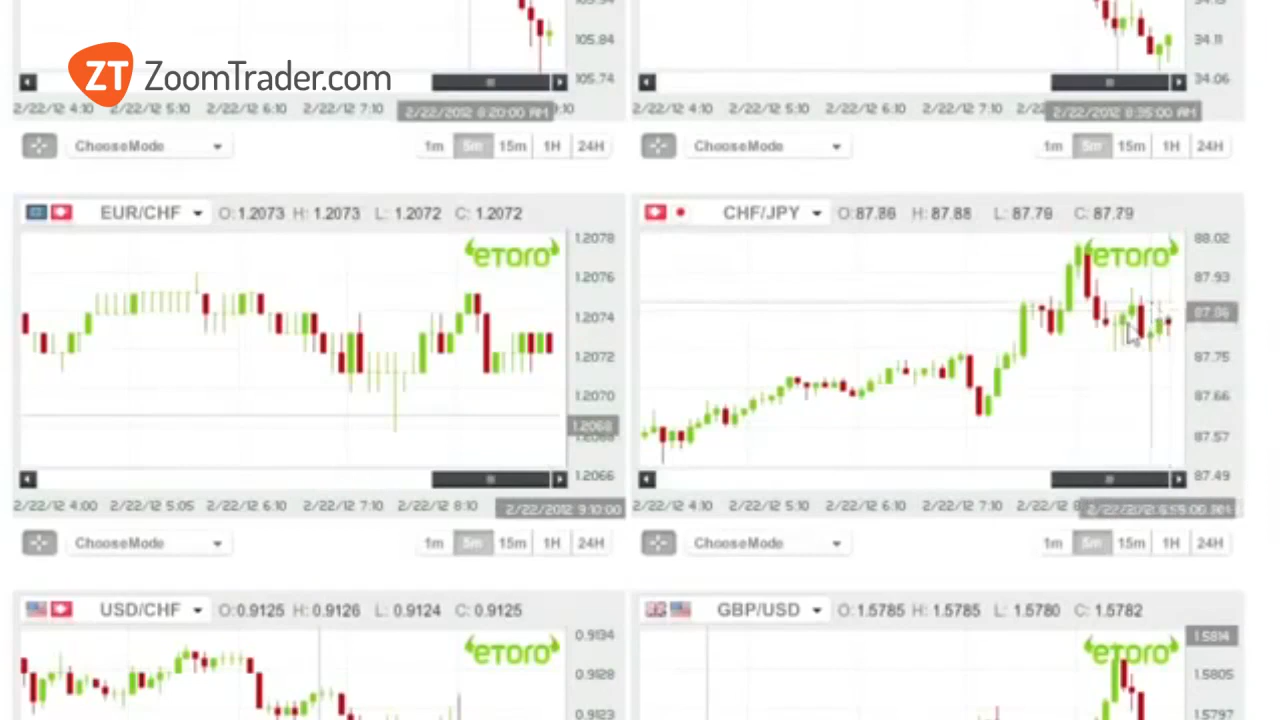 105.84
34.11
ZT ZoomTrader.com
105.74
34.06
2/22/12 4:10 2/22/12 5:10 2/22/12 6:10 2/22/12 7:10 2/22/2012 8:20:00 AM
2/22/12 4:10 2/22/12 5:10 2/22/12 6:10 2/22/12 7:10 2/22/2012 8:35:00 AM
ChooseMode 1m 5m 15m 1H 24H
ChooseMode 1m 5m 15m 1H 24H
EUR/CHF O: 1.2073 H: 1.2073 L: 1.2072 C: 1.2072
etoro
1.2078
1.2076
1.2074
1.2072
1.2070
1.2068
1.2066
2/22/12 4:00 2/22/12 5:05 2/22/12 6:10 2/22/12 7:10 2/22/12 8:10 2/22/2012 9:10:00
CHF/JPY O: 87.86 H: 87.88 L: 87.76 C: 87.79
etoro
88.02
87.93
87.86
87.75
87.66
87.57
87.49
2/22/12 4:10 2/22/12 5:10 2/22/12 6:10 2/22/12 7:10
ChooseMode 1m 5m 15m 1H 24H
ChooseMode 1m 5m 15m 1H 24H
USD/CHF O: 0.9125 H: 0.9126 L: 0.9124 C: 0.9125
etoro
0.9134
0.9128
0.9123
GBP/USD O: 1.5785 H: 1.5785 L: 1.5780 C: 1.5782
etoro
1.5814
1.5805
1.5797